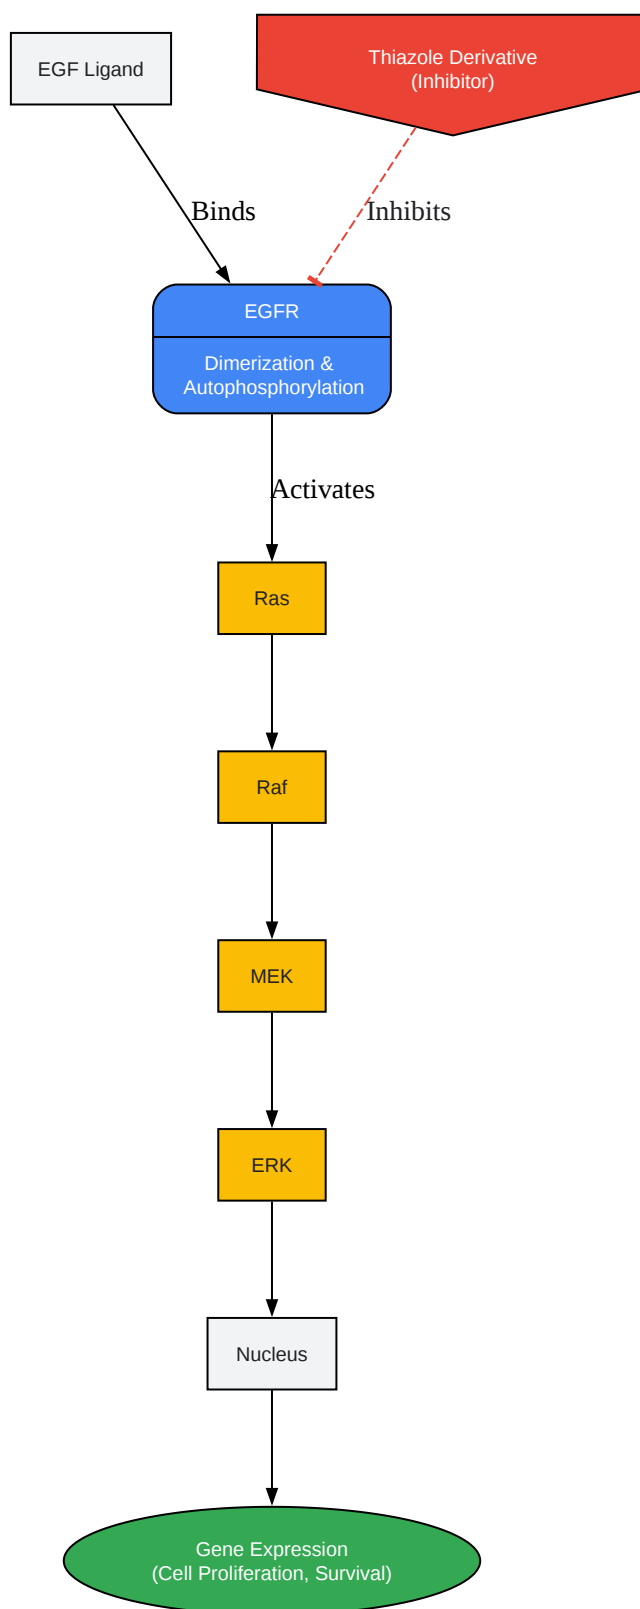 EGF Ligand
Thiazole Derivative
(Inhibitor)
Binds
Inhibits
EGFR
Dimerization &
Autophosphorylation
Activates
Ras
Raf
MEK
ERK
Nucleus
Gene Expression
(Cell Proliferation, Survival)